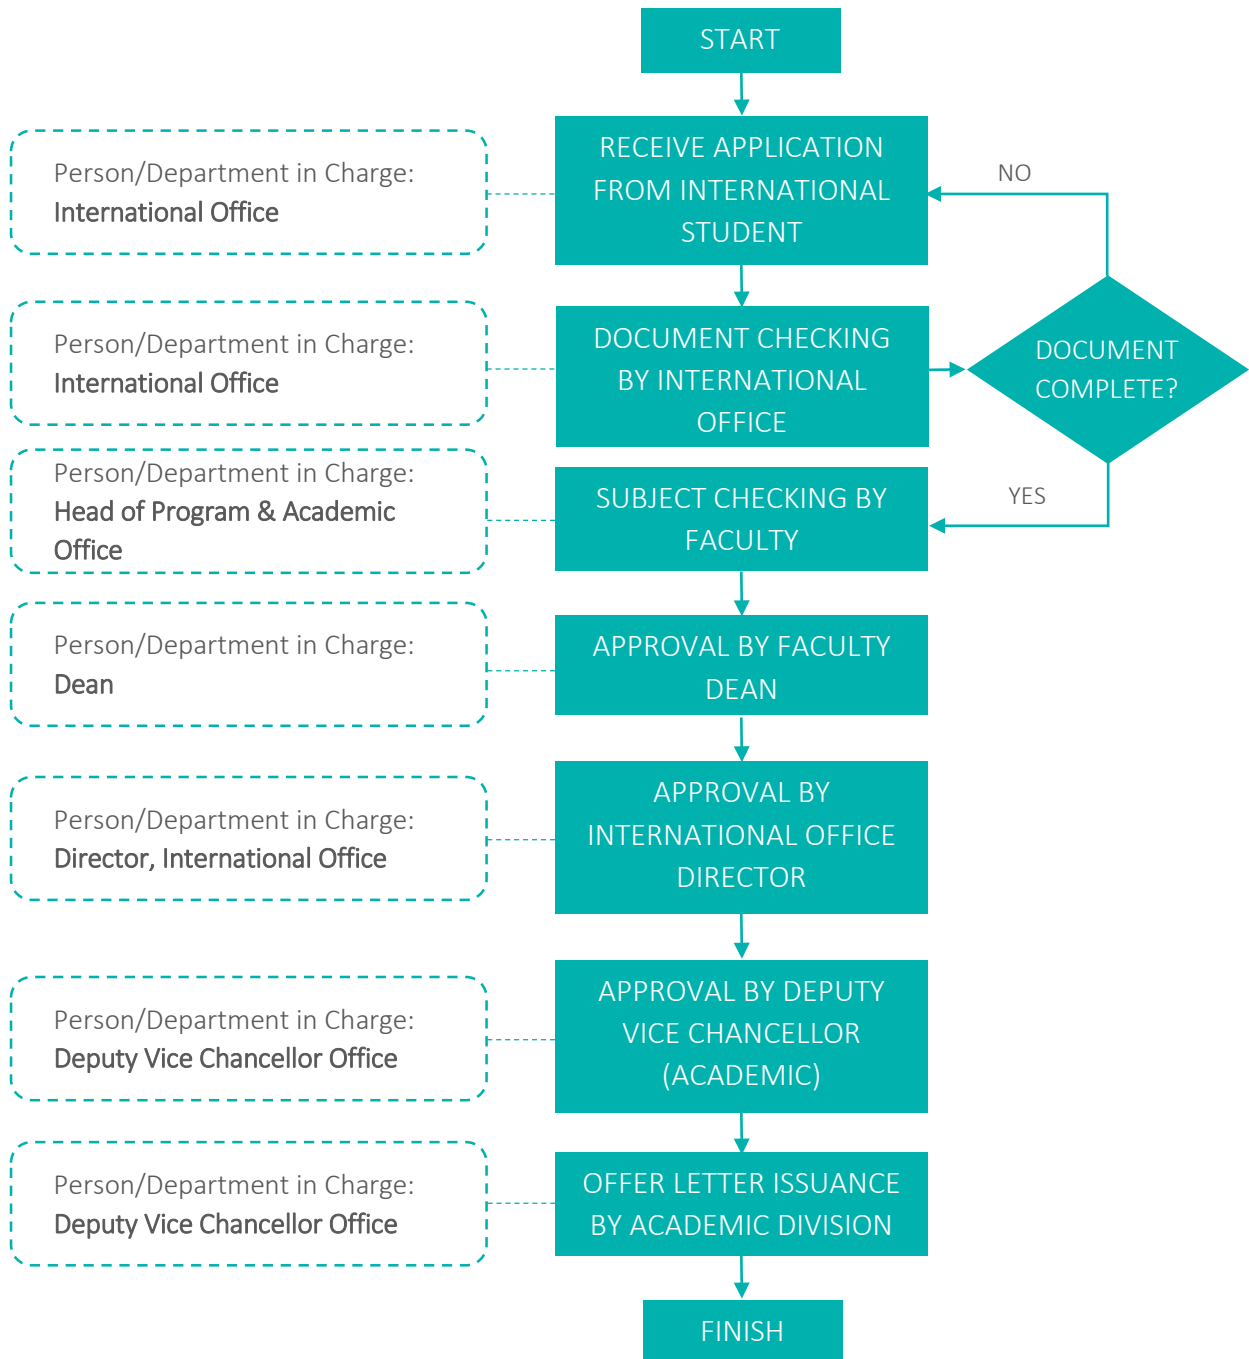 START
Person/Department in Charge:
International Office
RECEIVE APPLICATION
FROM INTERNATIONAL
STUDENT
NO
Person/Department in Charge:
International Office
DOCUMENT CHECKING
BY INTERNATIONAL
OFFICE
DOCUMENT
COMPLETE?
Person/Department in Charge:
Head of Program & Academic
Office
SUBJECT CHECKING BY
FACULTY
YES
Person/Department in Charge:
Dean
APPROVAL BY FACULTY
DEAN
Person/Department in Charge:
Director, International Office
APPROVAL BY
INTERNATIONAL OFFICE
DIRECTOR
Person/Department in Charge:
Deputy Vice Chancellor Office
APPROVAL BY DEPUTY
VICE CHANCELLOR
(ACADEMIC)
Person/Department in Charge:
Deputy Vice Chancellor Office
OFFER LETTER ISSUANCE
BY ACADEMIC DIVISION
FINISH